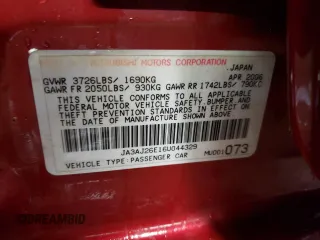 MITSUBISHI MOTORS CORPORATION
JAPAN
GVWR 3726LBS/ 1690KG APR 2006
GAWR FR 2050LBS/ 930KG GAWR RR 1742LBS/ 790KG
THIS VEHICLE CONFORMS TO ALL APPLICABLE
FEDERAL MOTOR VEHICLE SAFETY, BUMPER, AND
THEFT PREVENTION STANDARDS IN EFFECT ON THE
DATE OF MANUFACTURE SHOWN ABOVE.
JA3AJ26E16U044329
VEHICLE TYPE: PASSENGER CAR
MU001073